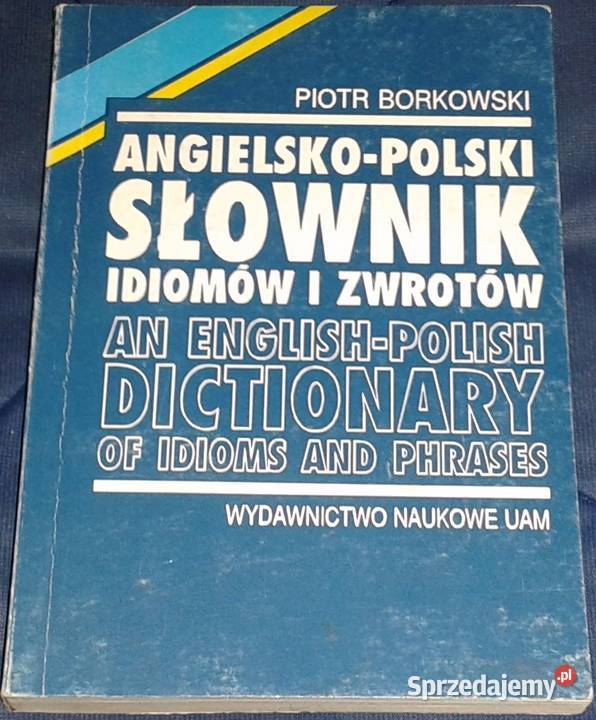 PIOTR BORKOWSKI
ANGIELSKO-POLSKI
SŁOWNIK
IDIOMÓW I ZWROTÓW
AN ENGLISH-POLISH
DICTIONARY
OF IDIOMS AND PHRASES
WYDAWNICTWO NAUKOWE UAM
Sprzedajemy.pl